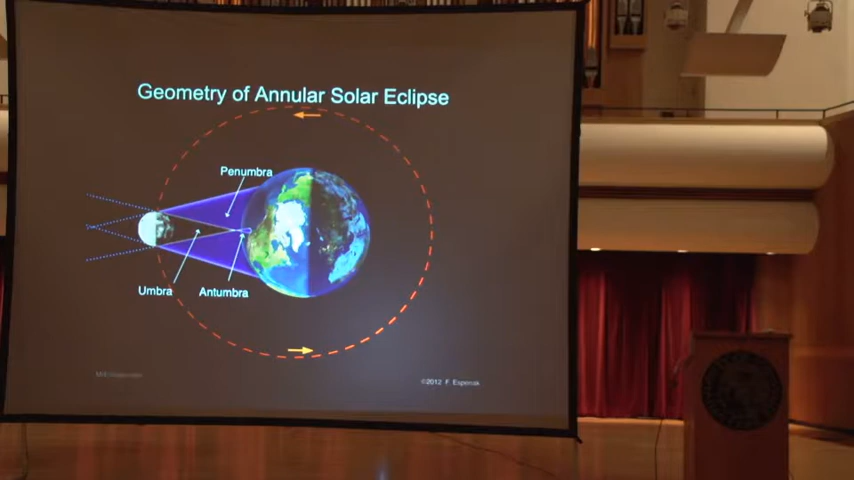 Geometry of Annular Solar Eclipse
Penumbra
Umbra
Antumbra
©2012 F. Espenak